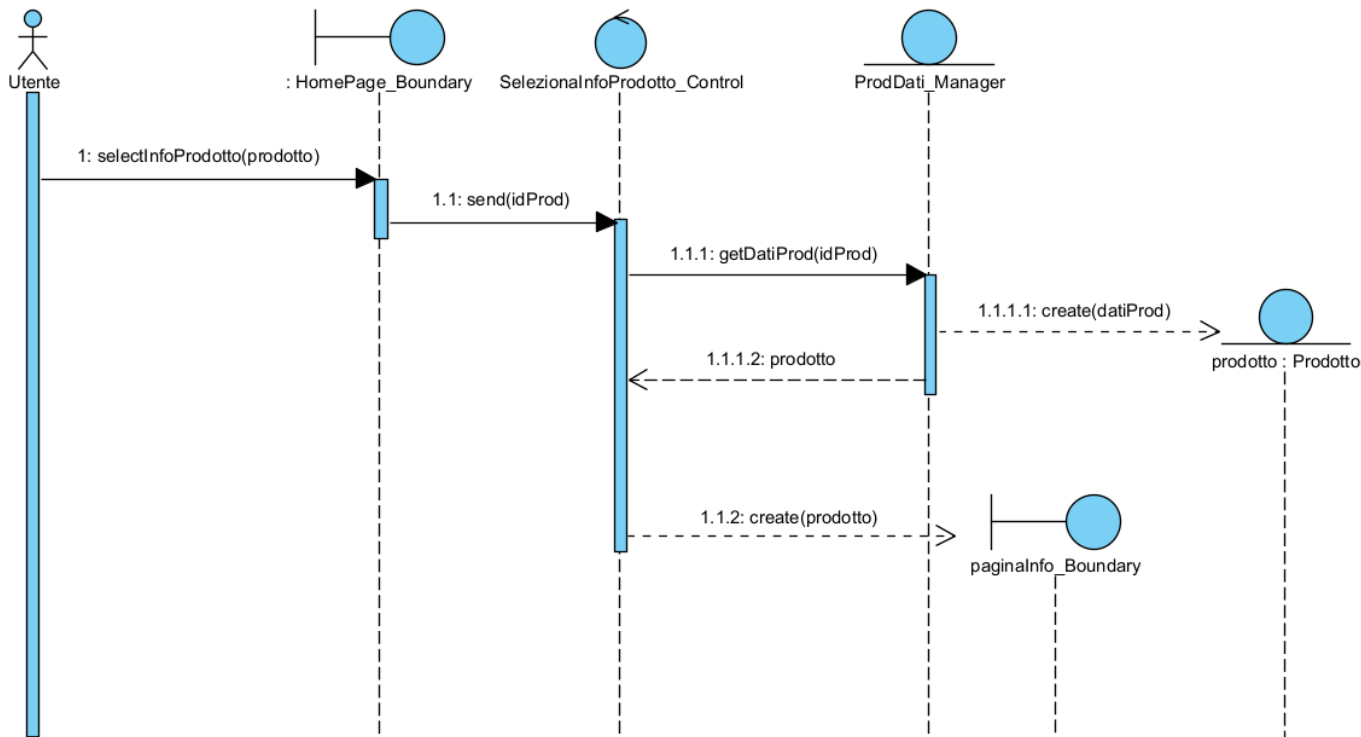 Utente
: HomePage_Boundary
SelezionaInfoProdotto_Control
ProdDati_Manager
1: selectInfoProdotto(prodotto)
1.1: send(idProd)
1.1.1: getDatiProd(idProd)
1.1.1.1: create(datiProd)
prodotto : Prodotto
1.1.1.2: prodotto
1.1.2: create(prodotto)
paginaInfo_Boundary